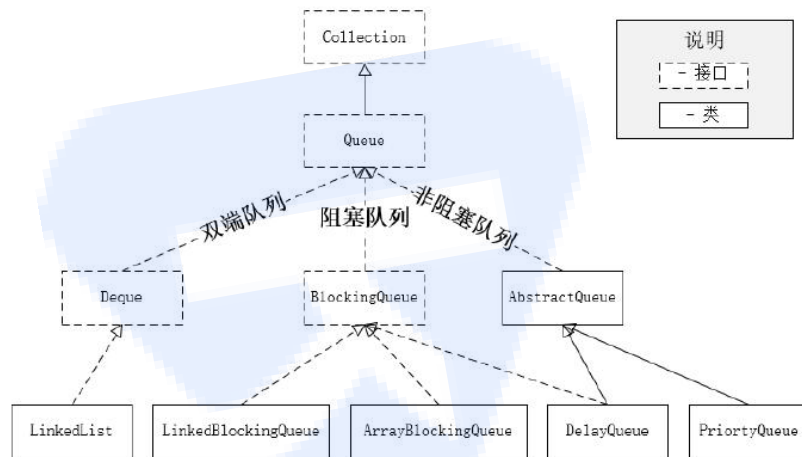 Collection
说明
- 接口
- 类
Queue
双端队列
阻塞队列
非阻塞队列
Deque
BlockingQueue
AbstractQueue
LinkedList
LinkedBlockingQueue
ArrayBlockingQueue
DelayQueue
PriortyQueue